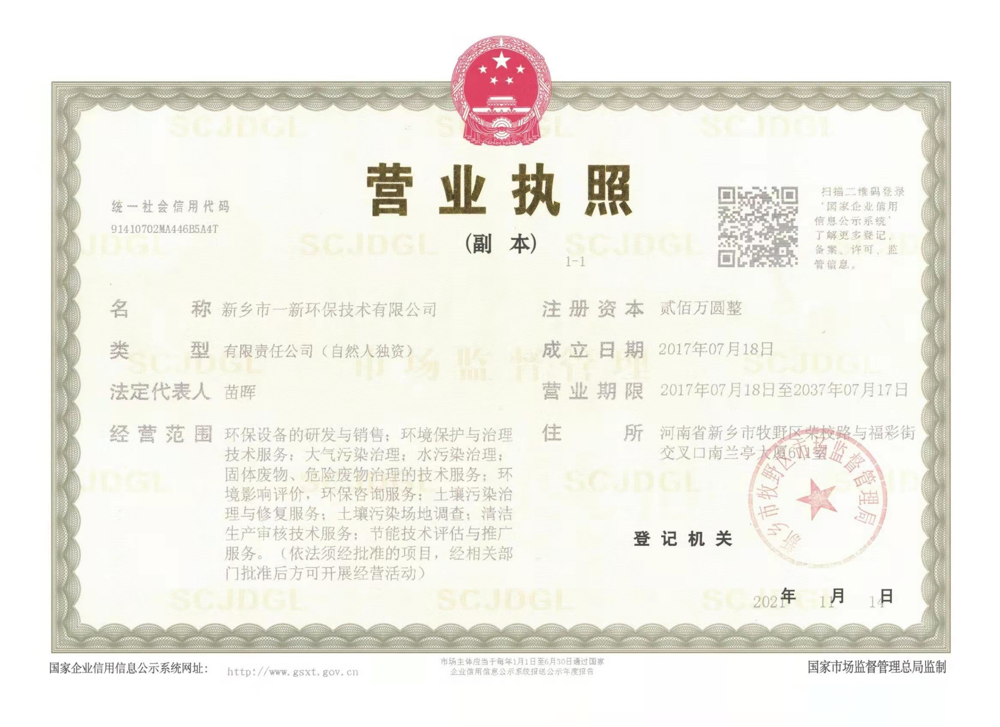 营业执照
(副 本)
1-1
统一社会信用代码
91410702MA446B5A4T
扫描二维码登录
‘国家企业信用
信息公示系统’
了解更多登记、
备案、许可、监
管信息。
名 称 新乡市一新环保技术有限公司
类 型 有限责任公司（自然人独资）
法定代表人 苗晖
经营范围 环保设备的研发与销售；环境保护与治理
技术服务；大气污染治理；水污染治理；
固体废物、危险废物治理的技术服务；环
境影响评价，环保咨询服务；土壤污染治
理与修复服务；土壤污染场地调查；清洁
生产审核技术服务；节能技术评估与推广
服务。（依法须经批准的项目，经相关部
门批准后方可开展经营活动）
注册资本 贰佰万圆整
成立日期 2017年07月18日
营业期限 2017年07月18日至2037年07月17日
住 所 河南省新乡市牧野区荣校路与福彩街
交叉口南兰亭大厦611室
登记机关
新乡市牧野区市场监督管理局
2021年 11月 14日
国家企业信用信息公示系统网址： http://www.gsxt.gov.cn
市场主体应当于每年1月1日至6月30日通过国家
企业信用信息公示系统报送公示年度报告
国家市场监督管理总局监制
SCJDGL
市场监督管理